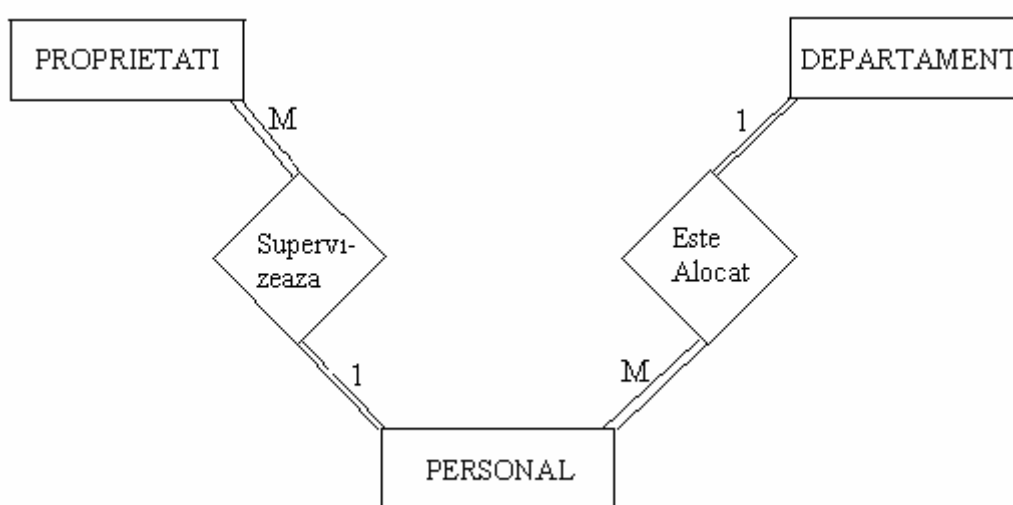 PROPRIETATI
DEPARTAMENT
M
1
Supervi-
zeaza
Este
Alocat
1
M
PERSONAL